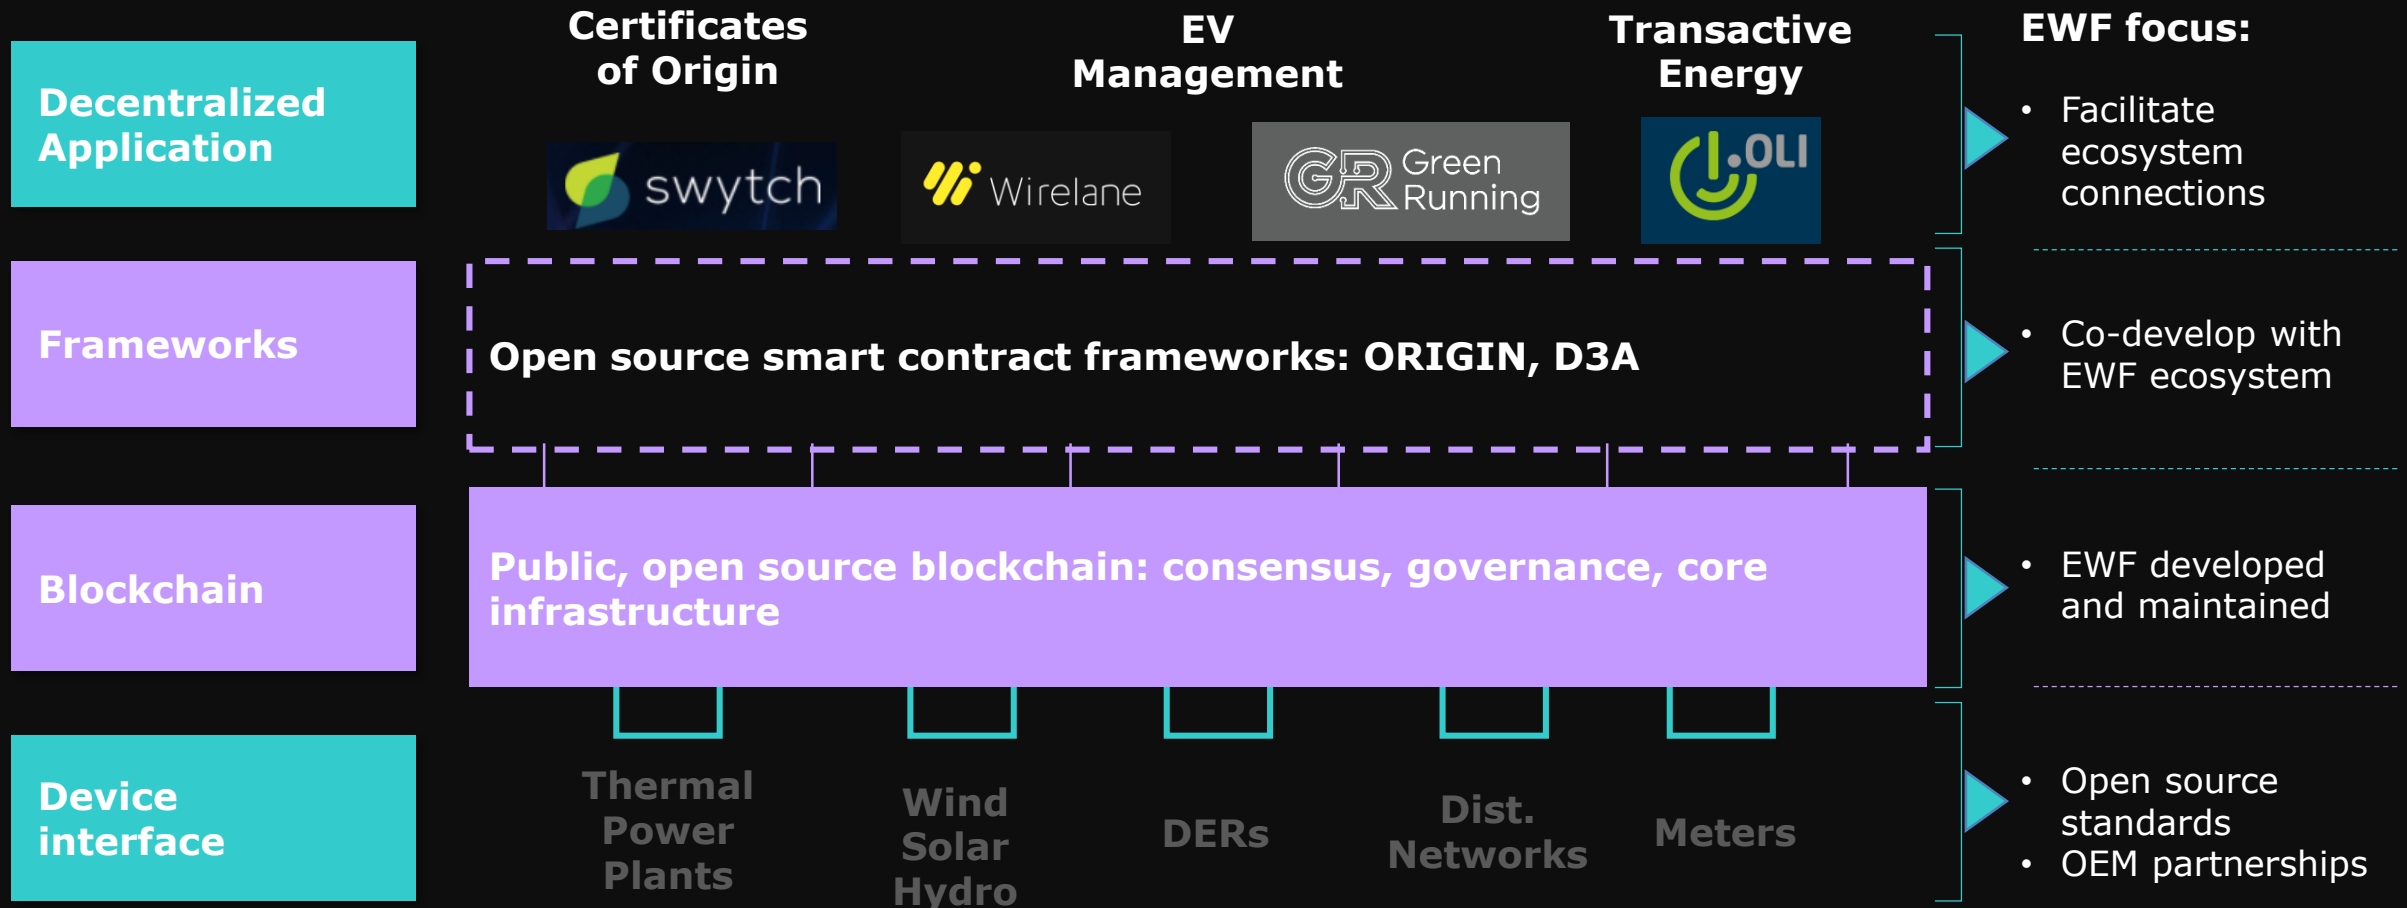 Certificates
of Origin
EV
Management
Transactive
Energy
EWF focus:
Decentralized
Application
swytch
Wirelane
GR Green
Running
.OLI
• Facilitate
ecosystem
connections
Frameworks
Open source smart contract frameworks: ORIGIN, D3A
• Co-develop with
EWF ecosystem
Blockchain
Public, open source blockchain: consensus, governance, core
infrastructure
• EWF developed
and maintained
Device
interface
Thermal
Power
Plants
Wind
Solar
Hydro
DERs
Dist.
Networks
Meters
• Open source
standards
• OEM partnerships